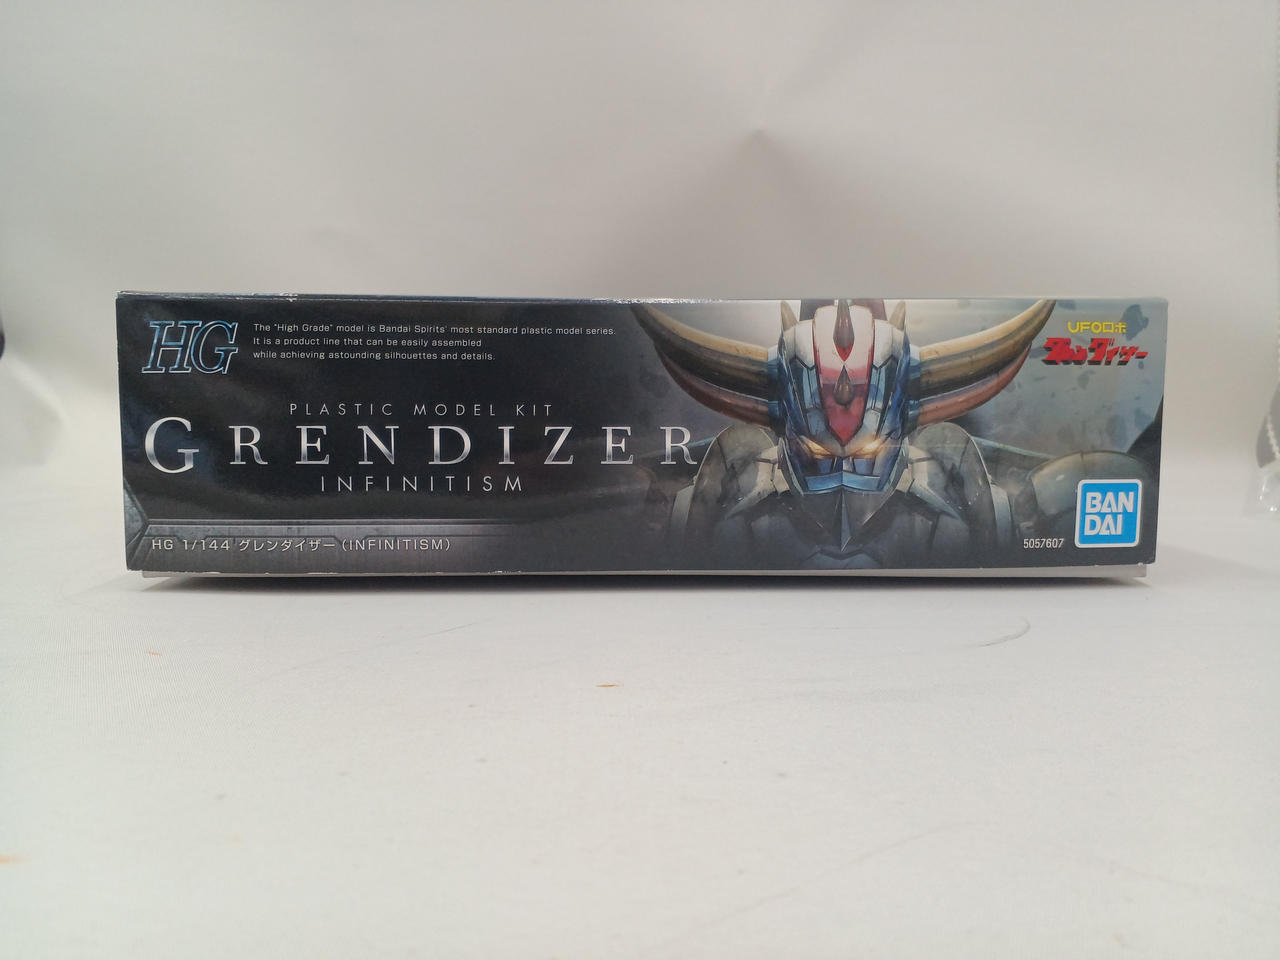 HG
The "High Grade" model is Bandai Spirits' most standard plastic model series.
It is a product line that can be easily assembled
while achieving astounding silhouettes and details.
PLASTIC MODEL KIT
GRENDIZER
INFINITISM
HG 1/144 グレンダイザー (INFINITISM)
UFOロボ
グレンダイザー
5057607
BAN
DAI